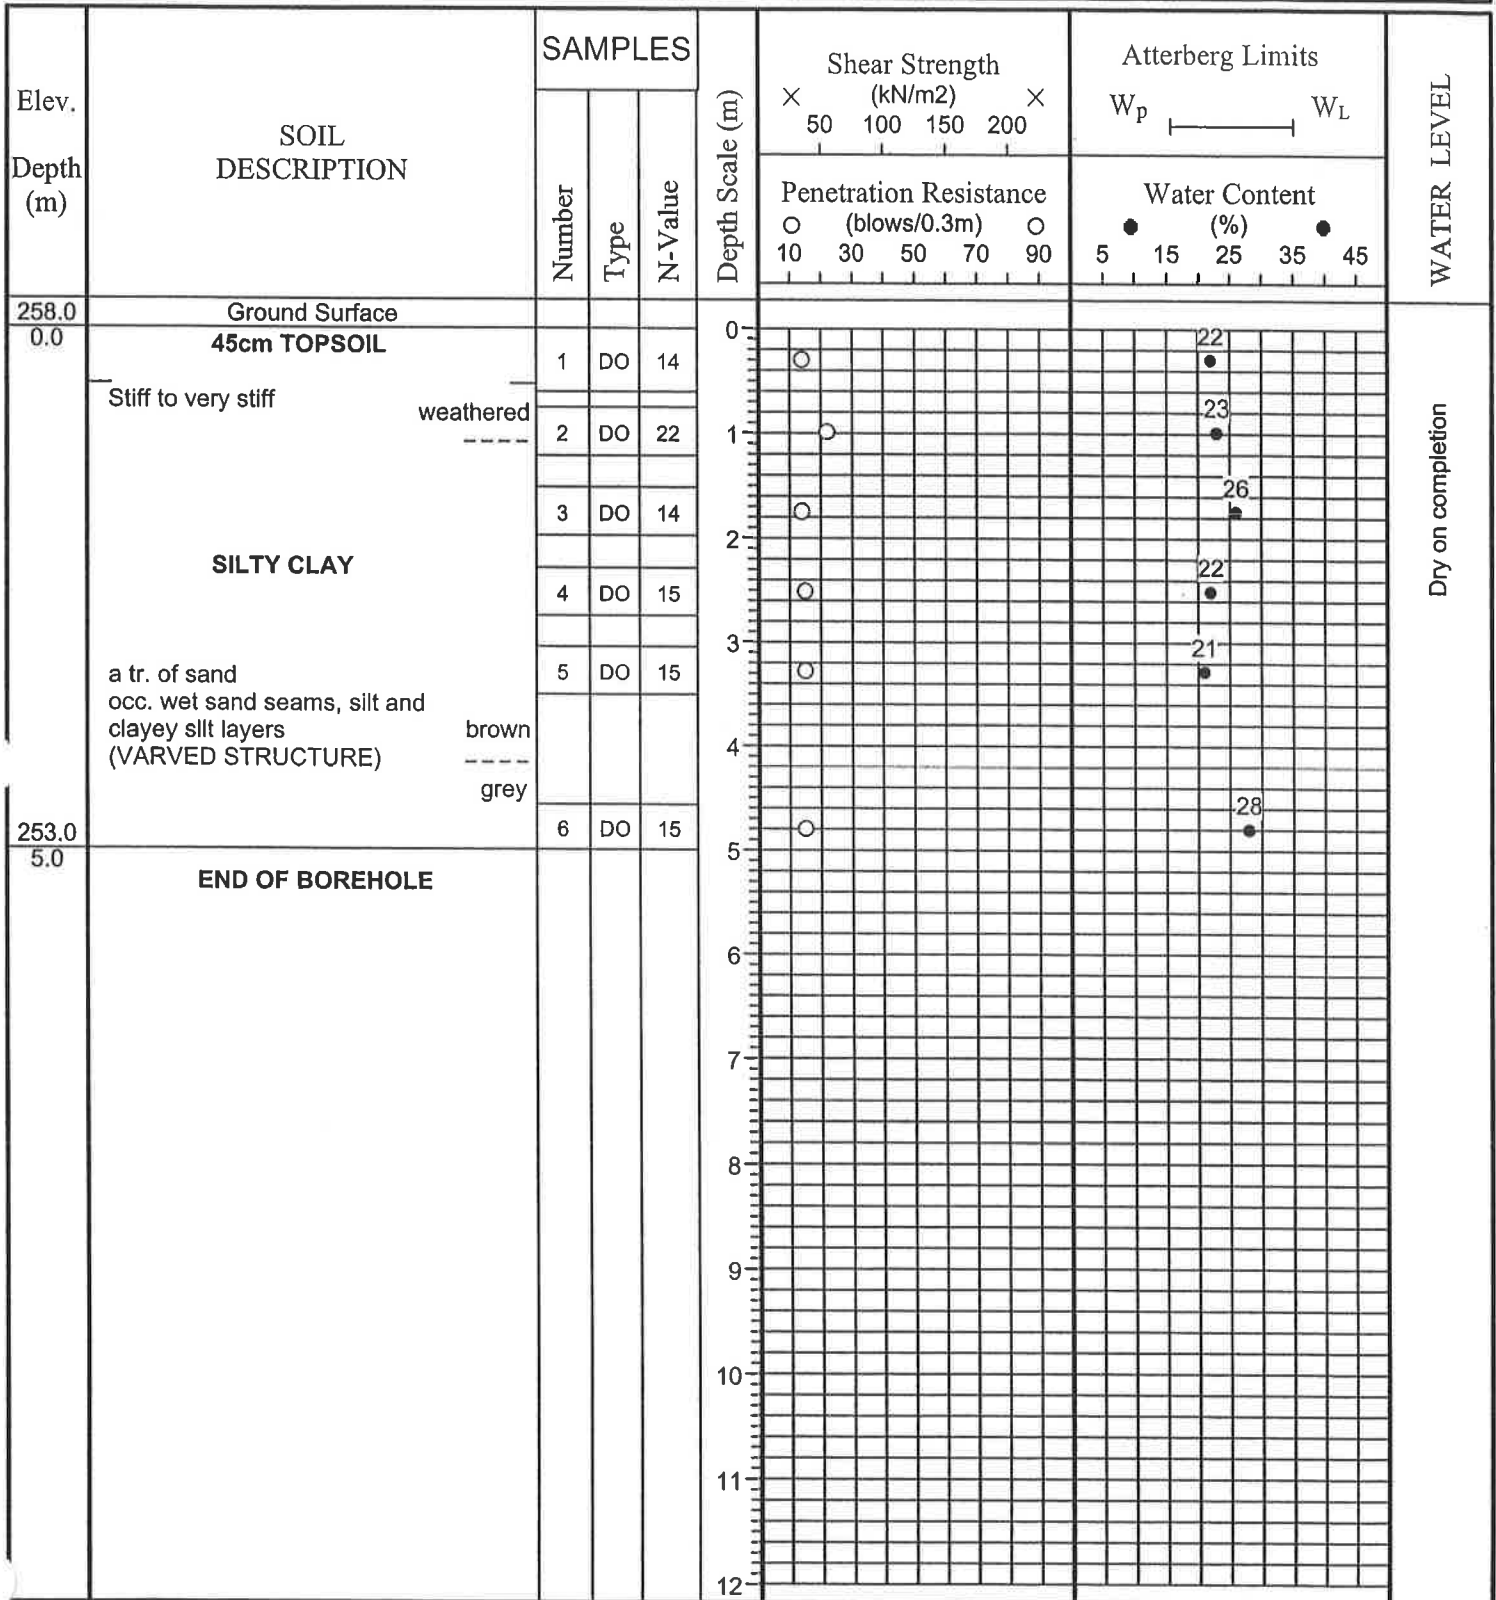 Elev.
Depth
(m)
SOIL
DESCRIPTION
SAMPLES
Number
Type
N-Value
Depth Scale (m)
Shear Strength
× (kN/m2) ×
50 100 150 200
Penetration Resistance
O (blows/0.3m) O
10 30 50 70 90
Atterberg Limits
Wp WL
Water Content
● (%) ●
5 15 25 35 45
WATER LEVEL
258.0 Ground Surface
0.0 45cm TOPSOIL
1 DO 14
0
22
Stiff to very stiff
weathered
2 DO 22
1
23
3 DO 14
26
2
SILTY CLAY
4 DO 15
22
3
21
a tr. of sand
5 DO 15
occ. wet sand seams, silt and
clayey silt layers brown
(VARVED STRUCTURE)
4
grey
28
253.0
6 DO 15
5.0
5
END OF BOREHOLE
6
7
8
9
10
11
12
Dry on completion